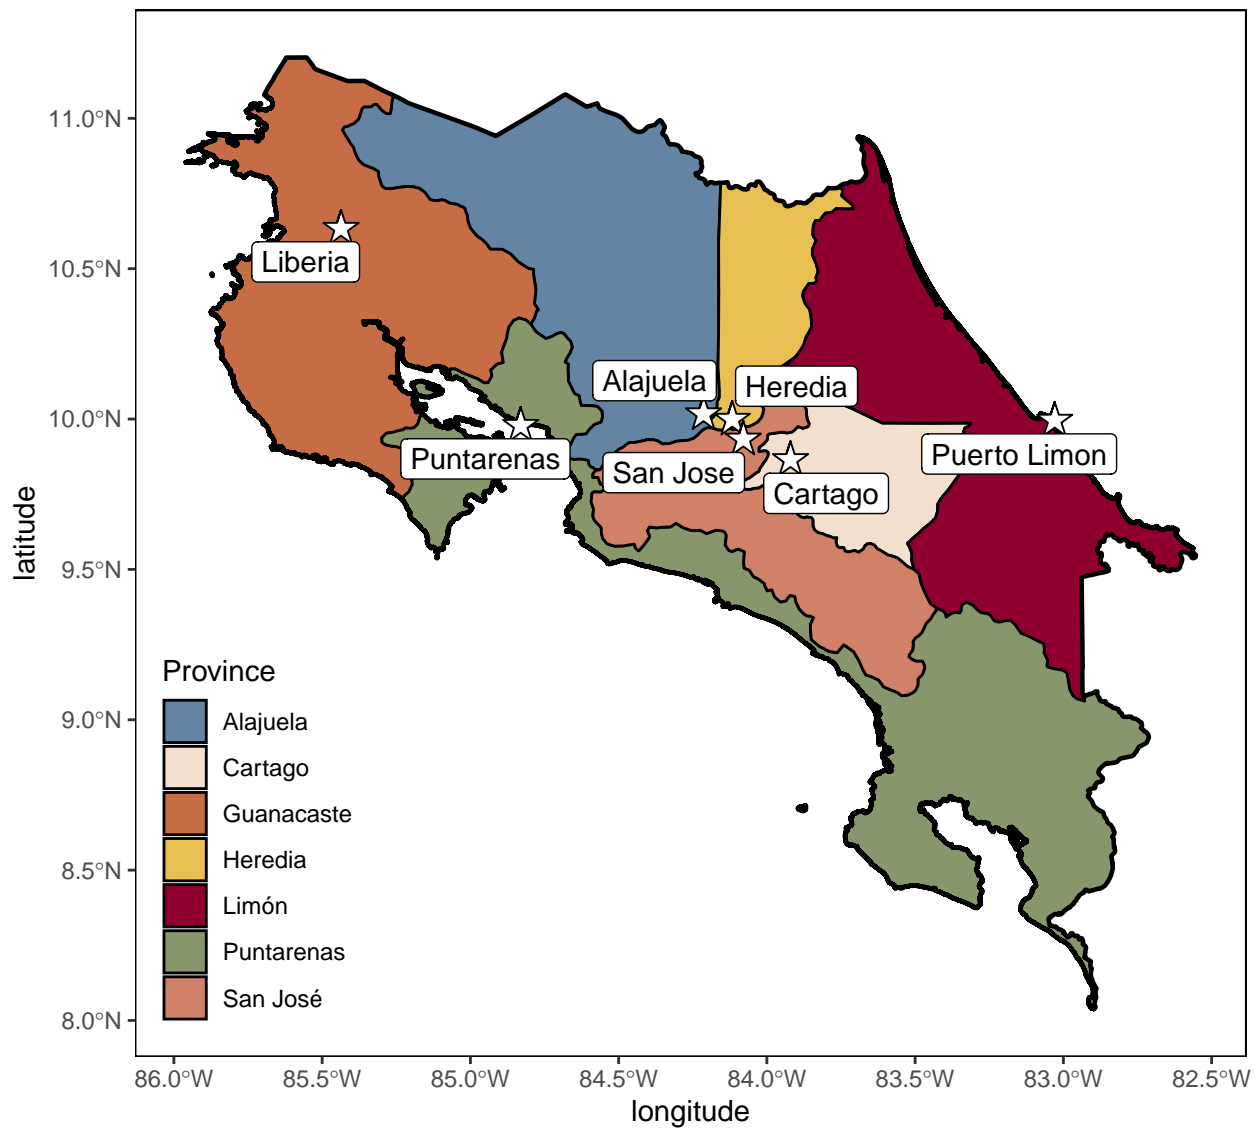 11.0°N
10.5°N
10.0°N
9.5°N
9.0°N
8.5°N
8.0°N
latitude
Liberia
Alajuela
Heredia
Puntarenas
San Jose
Puerto Limon
Cartago
Province
Alajuela
Cartago
Guanacaste
Heredia
Limón
Puntarenas
San José
86.0°W 85.5°W 85.0°W 84.5°W 84.0°W 83.5°W 83.0°W 82.5°W
longitude